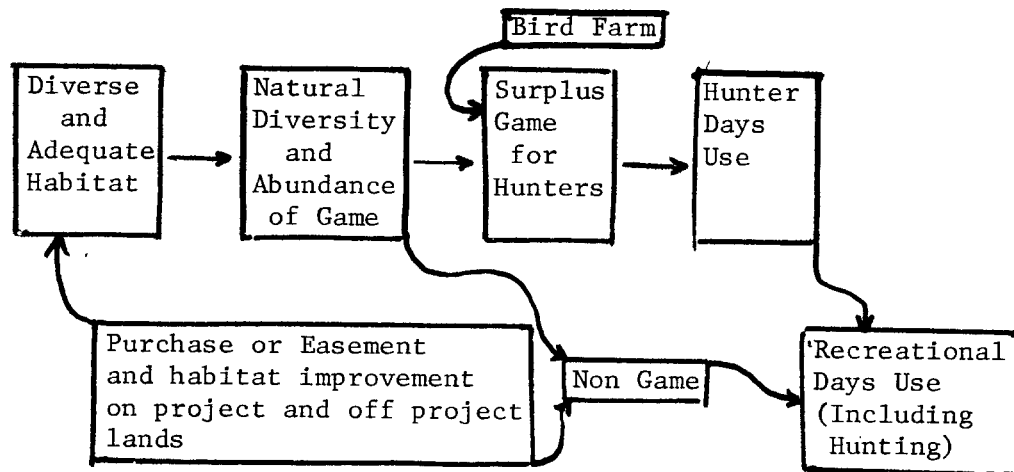 Bird Farm
Diverse
and
Adequate
Habitat
Natural
Diversity
and
Abundance
of Game
Surplus
Game
for
Hunters
Hunter
Days
Use
Purchase or Easement
and habitat improvement
on project and off project
lands
Non Game
Recreational
Days Use
(Including
Hunting)